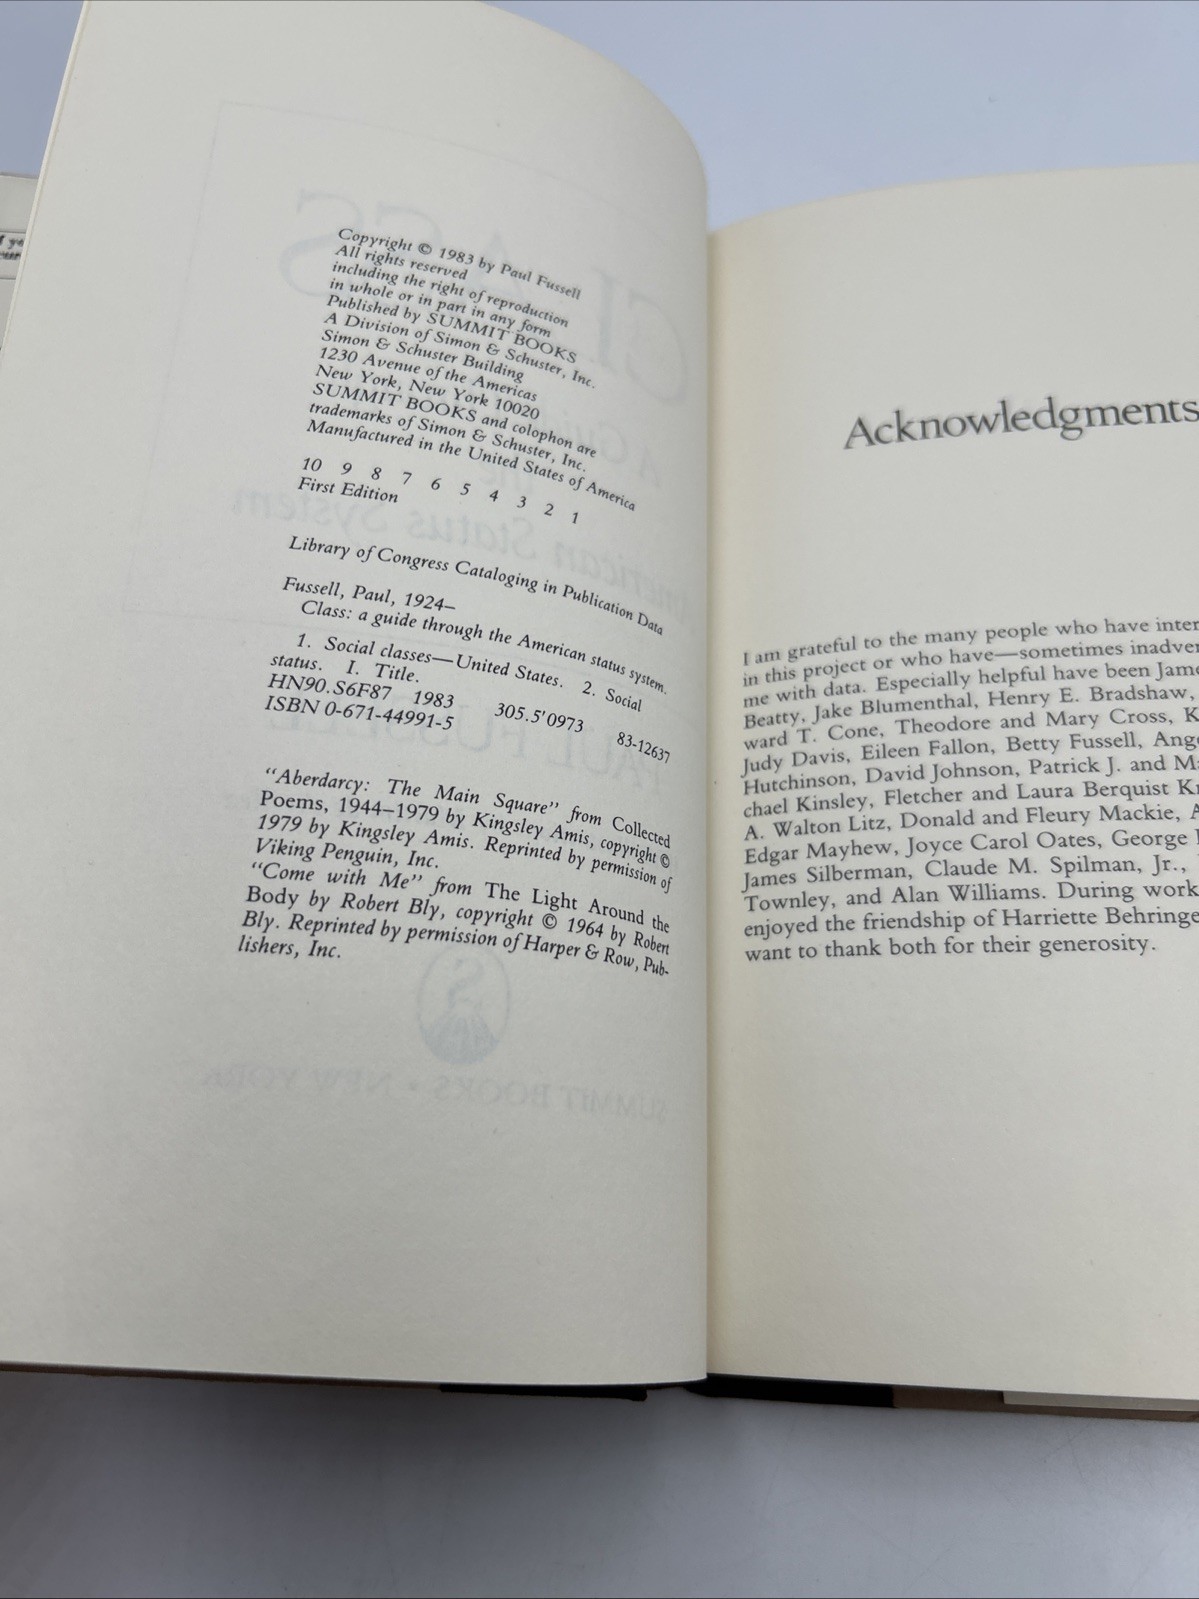 Copyright © 1983 by Paul Fussell
All rights reserved
including the right of reproduction
in whole or in part in any form
Published by SUMMIT BOOKS
A Division of Simon & Schuster, Inc.
Simon & Schuster Building
1230 Avenue of the Americas
New York, New York 10020
SUMMIT BOOKS and colophon are
trademarks of Simon & Schuster, Inc.
Manufactured in the United States of America
10 9 8 7 6 5 4 3 2 1
First Edition
Library of Congress Cataloging in Publication Data
Fussell, Paul, 1924–
Class: a guide through the American status system.
1. Social classes—United States. 2. Social
status. I. Title.
HN90.S6F87 1983 305.5'0973 83-12637
ISBN 0-671-44991-5
"Aberdarcy: The Main Square" from Collected
Poems, 1944–1979 by Kingsley Amis, copyright ©
1979 by Kingsley Amis. Reprinted by permission of
Viking Penguin, Inc.
"Come with Me" from The Light Around the
Body by Robert Bly, copyright © 1964 by Robert
Bly. Reprinted by permission of Harper & Row, Pub-
lishers, Inc.
Acknowledgments
I am grateful to the many people who have inter
in this project or who have—sometimes inadver
me with data. Especially helpful have been Jame
Beatty, Jake Blumenthal, Henry E. Bradshaw,
ward T. Cone, Theodore and Mary Cross, K
Judy Davis, Eileen Fallon, Betty Fussell, Ange
Hutchinson, David Johnson, Patrick J. and Ma
chael Kinsley, Fletcher and Laura Berquist Kn
A. Walton Litz, Donald and Fleury Mackie, A
Edgar Mayhew, Joyce Carol Oates, George
James Silberman, Claude M. Spilman, Jr.,
Townley, and Alan Williams. During work
enjoyed the friendship of Harriette Behringe
want to thank both for their generosity.